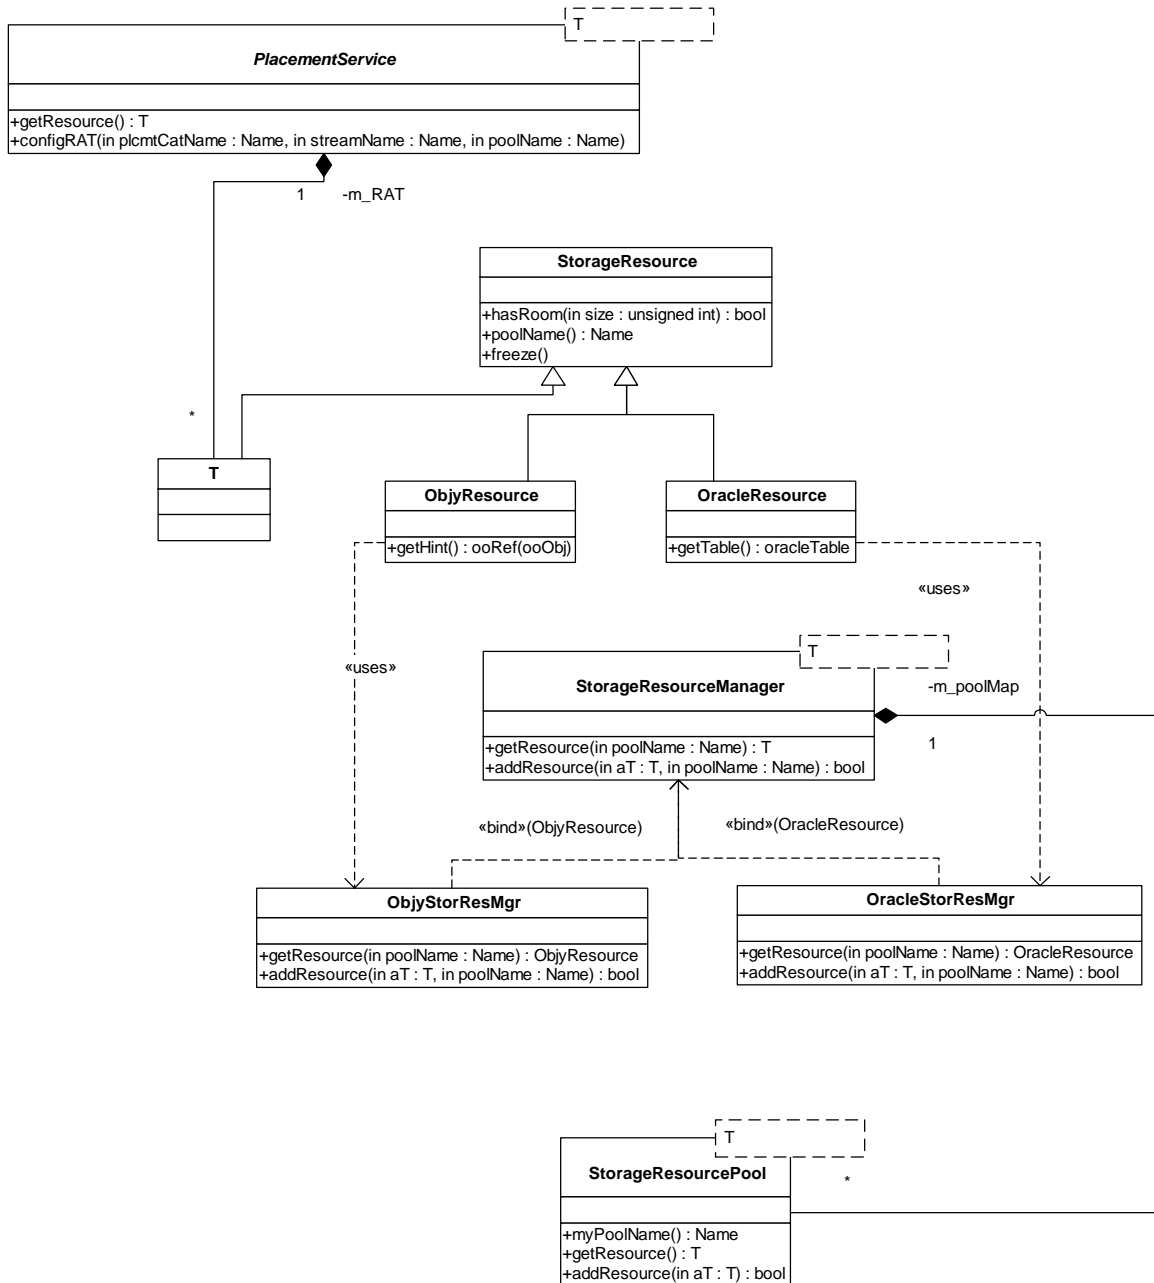 T
PlacementService
+getResource() : T
+configRAT(in plcmtCatName : Name, in streamName : Name, in poolName : Name)
1
-m_RAT
StorageResource
+hasRoom(in size : unsigned int) : bool
+poolName() : Name
+freeze()
*
T
ObjyResource
+getHint() : ooRef(ooObj)
OracleResource
+getTable() : oracleTable
«uses»
«uses»
T
StorageResourceManager
+getResource(in poolName : Name) : T
+addResource(in aT : T, in poolName : Name) : bool
-m_poolMap
1
«bind»(ObjyResource)
«bind»(OracleResource)
ObjyStorResMgr
+getResource(in poolName : Name) : ObjyResource
+addResource(in aT : T, in poolName : Name) : bool
OracleStorResMgr
+getResource(in poolName : Name) : OracleResource
+addResource(in aT : T, in poolName : Name) : bool
T
StorageResourcePool
*
+myPoolName() : Name
+getResource() : T
+addResource(in aT : T) : bool